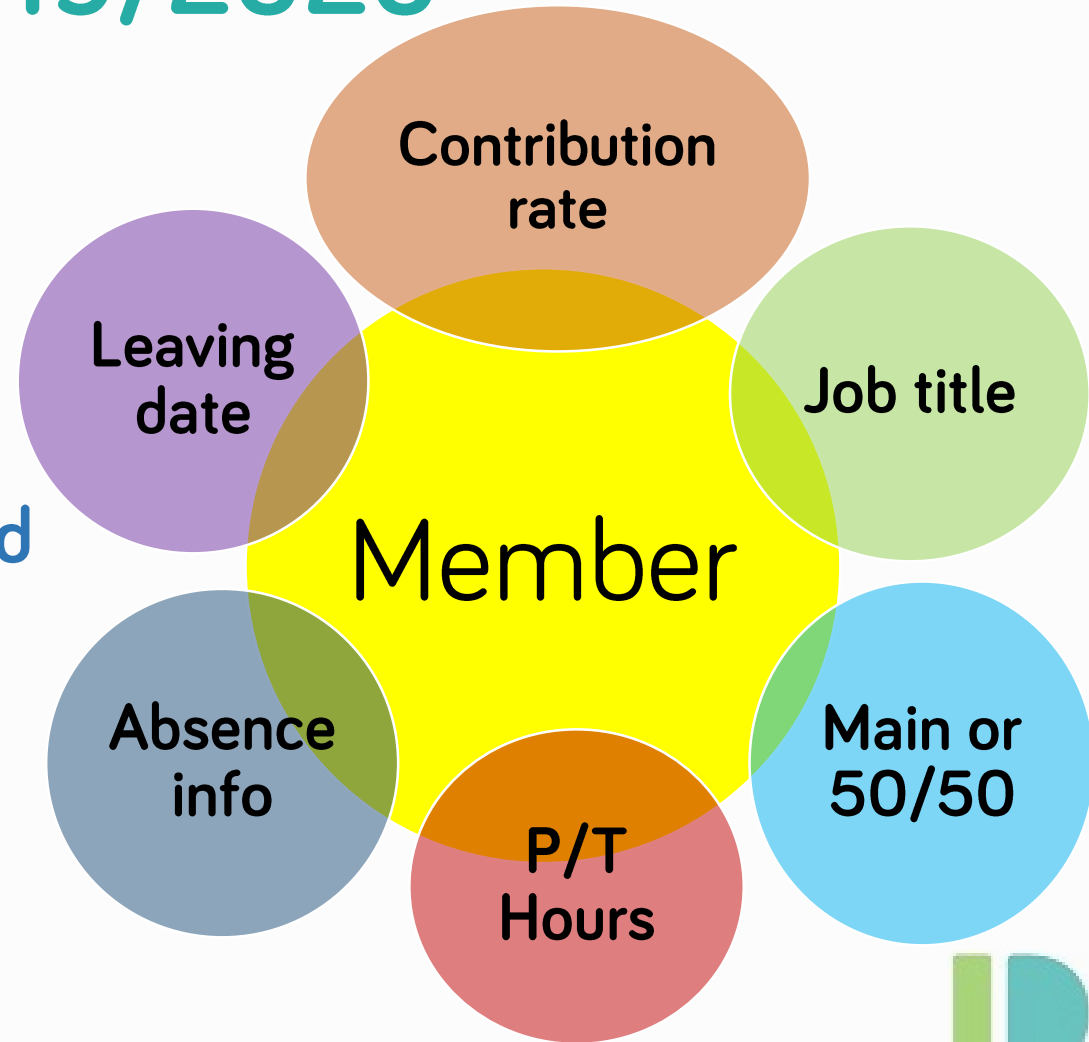 Contribution
rate
Leaving
date
Job title
Member
Absence
info
Main or
50/50
P/T
Hours